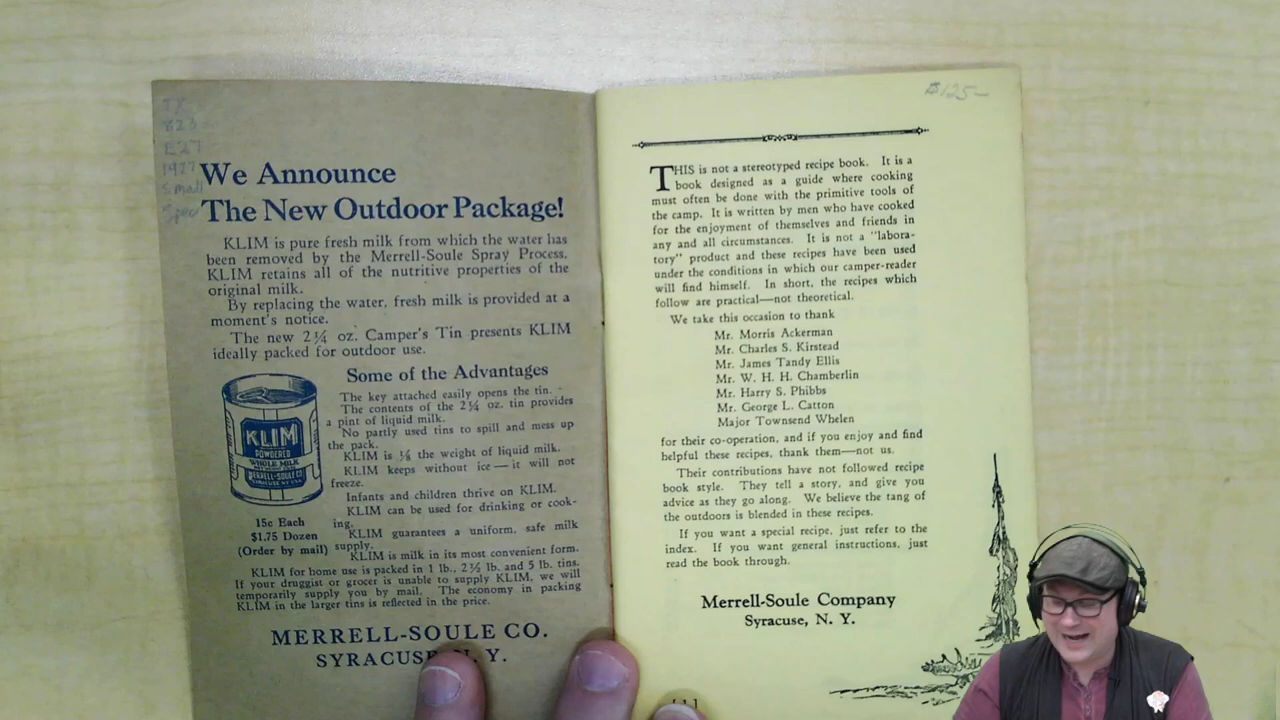 TX
823
E27
1927
Small
Spec
We Announce
The New Outdoor Package!
KLIM is pure fresh milk from which the water has
been removed by the Merrell-Soule Spray Process.
KLIM retains all of the nutritive properties of the
original milk.
By replacing the water, fresh milk is provided at a
moment's notice.
The new 2¼ oz. Camper's Tin presents KLIM
ideally packed for outdoor use.
Some of the Advantages
The key attached easily opens the tin.
The contents of the 2¼ oz. tin provides
a pint of liquid milk.
No partly used tins to spill and mess up
the pack.
KLIM is ⅛ the weight of liquid milk.
KLIM keeps without ice—it will not
freeze.
Infants and children thrive on KLIM.
KLIM can be used for drinking or cook-
ing.
KLIM guarantees a uniform, safe milk
supply.
KLIM is milk in its most convenient form.
KLIM
POWDERED
WHOLE MILK
MERRELL-SOULE CO
SYRACUSE N.Y.
15c Each
$1.75 Dozen
(Order by mail)
KLIM for home use is packed in 1 lb., 2½ lb. and 5 lb. tins.
If your druggist or grocer is unable to supply KLIM, we will
temporarily supply you by mail. The economy in packing
KLIM in the larger tins is reflected in the price.
MERRELL-SOULE CO.
SYRACUSE N. Y.
$125—
THIS is not a stereotyped recipe book. It is a
book designed as a guide where cooking
must often be done with the primitive tools of
the camp. It is written by men who have cooked
for the enjoyment of themselves and friends in
any and all circumstances. It is not a "labora-
tory" product and these recipes have been used
under the conditions in which our camper-reader
will find himself. In short, the recipes which
follow are practical—not theoretical.
We take this occasion to thank
Mr. Morris Ackerman
Mr. Charles S. Kirstead
Mr. James Tandy Ellis
Mr. W. H. H. Chamberlin
Mr. Harry S. Phibbs
Mr. George L. Catton
Major Townsend Whelen
for their co-operation, and if you enjoy and find
helpful these recipes, thank them—not us.
Their contributions have not followed recipe
book style. They tell a story, and give you
advice as they go along. We believe the tang of
the outdoors is blended in these recipes.
If you want a special recipe, just refer to the
index. If you want general instructions, just
read the book through.
Merrell-Soule Company
Syracuse, N. Y.
[ 1 ]